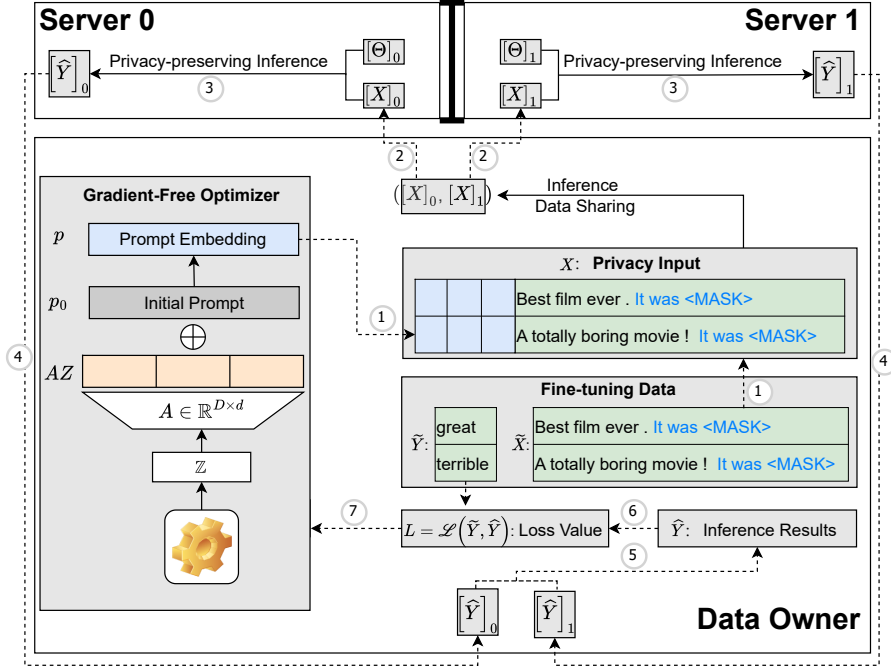 Server 0
Server 1
[Ŷ]₀
Privacy-preserving Inference
3
[Θ]₀
[X]₀
[Θ]₁
[X]₁
Privacy-preserving Inference
3
[Ŷ]₁
2
2
([X]₀, [X]₁)
Inference
Data Sharing
Gradient-Free Optimizer
p
Prompt Embedding
p₀
Initial Prompt
AZ
A ∈ ℝ^{D×d}
ℤ
1
X: Privacy Input
Best film ever . It was <MASK>
A totally boring movie ! It was <MASK>
4
4
1
Fine-tuning Data
Ỹ:
great
terrible
X̃:
Best film ever . It was <MASK>
A totally boring movie ! It was <MASK>
7
L = ℒ(Ỹ, Ŷ): Loss Value
6
Ŷ: Inference Results
5
[Ŷ]₀
[Ŷ]₁
Data Owner